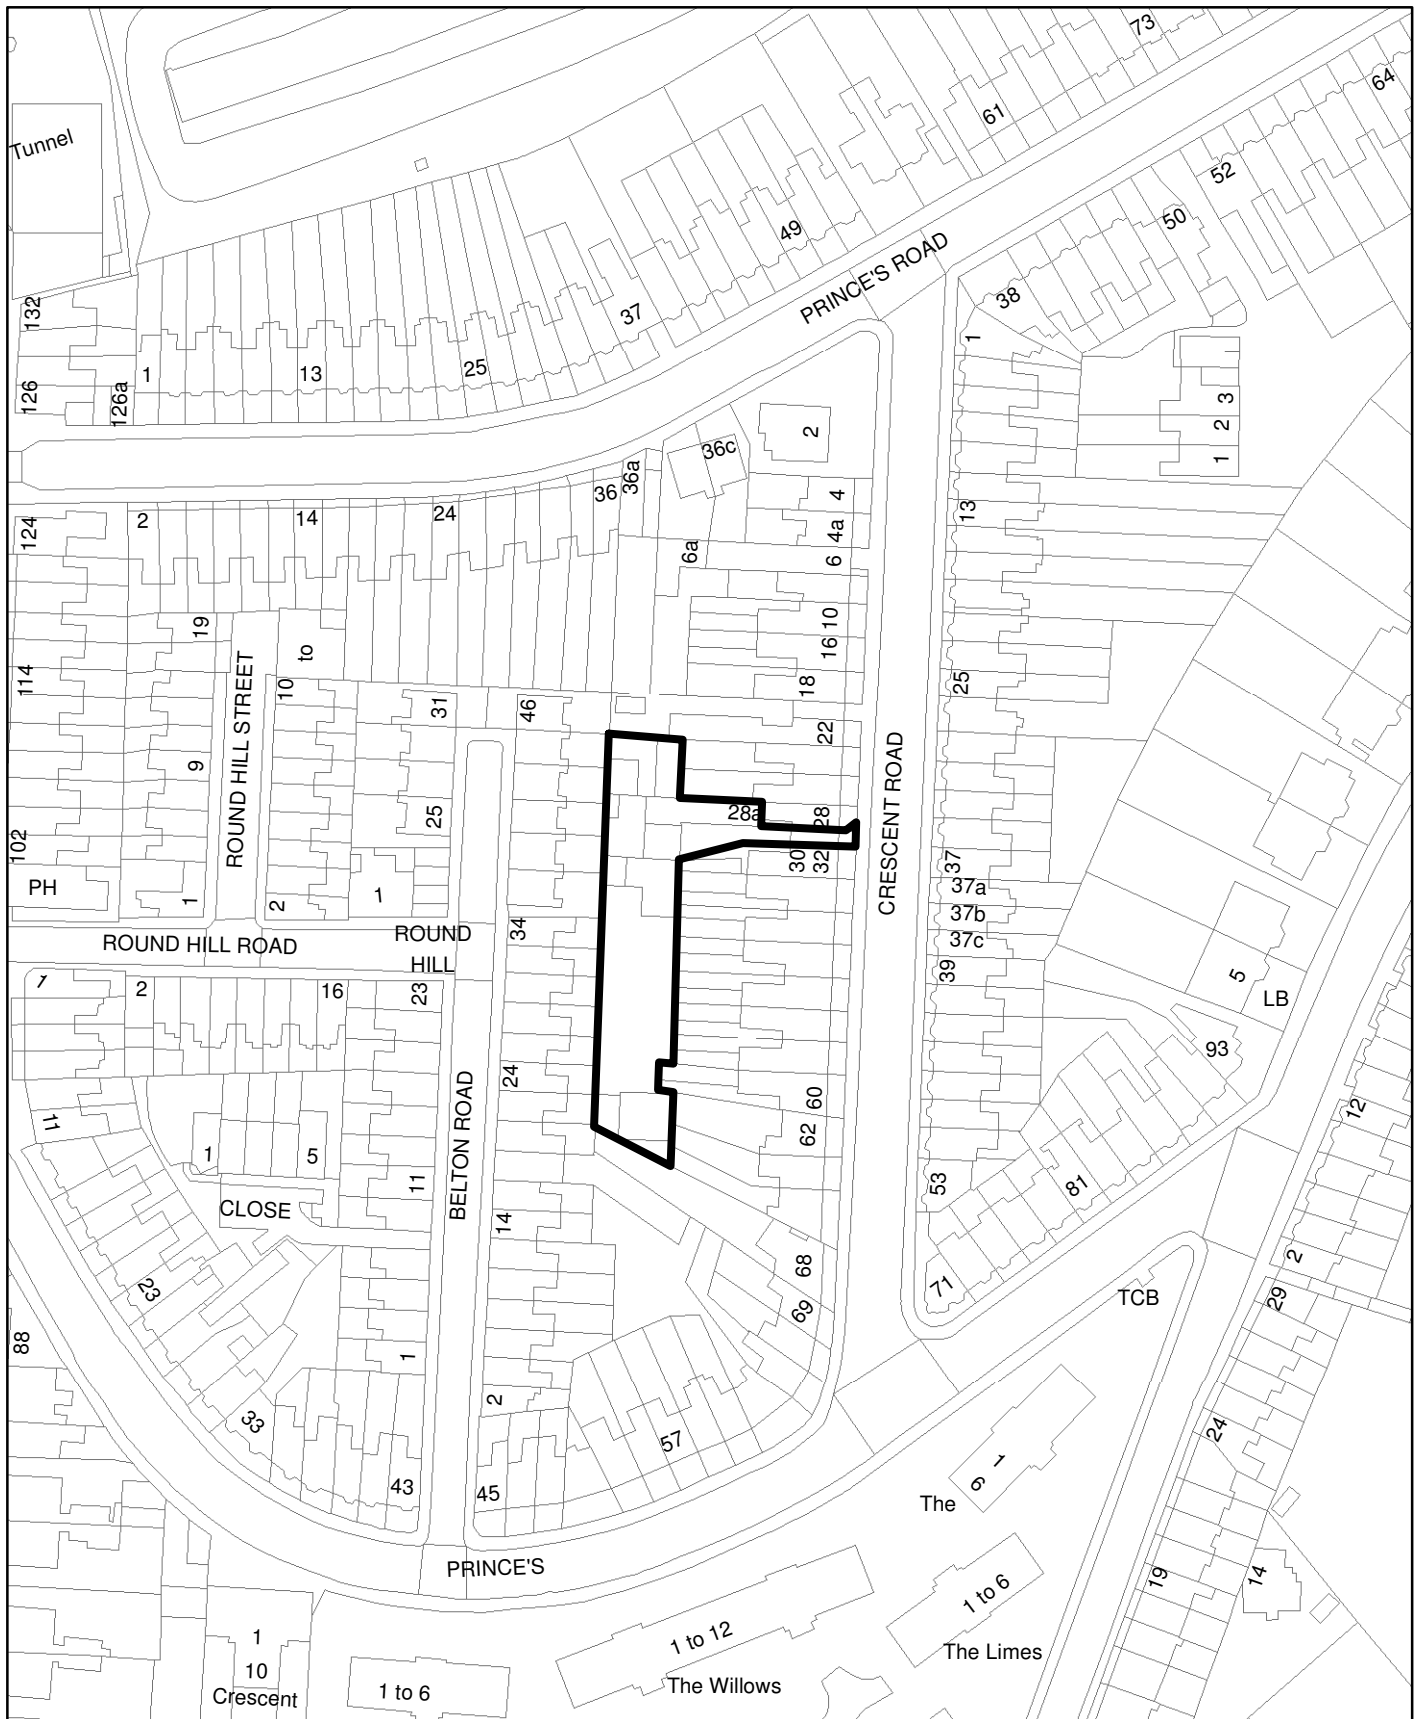 73
64
61
Tunnel
52
50
49
PRINCE'S ROAD
38
37
132
1
25
13
1
126
126a
3
2
1
2
36c
36a
36
4
4a
6
6a
13
124
2
14
24
19
to
10
16
18
114
10
31
46
25
22
ROUND HILL STREET
9
CRESCENT ROAD
25
28a
28
30
32
102
PH
1
2
1
37
37a
37b
37c
39
34
ROUND HILL ROAD
ROUND
HILL
1
2
16
23
5
LB
93
24
BELTON ROAD
60
62
12
11
1
5
11
53
81
CLOSE
14
68
69
71
2
TCB
29
23
88
1
2
33
57
24
43
45
1
6
The
PRINCE'S
19
14
1 to 6
The Limes
1
10
Crescent
1 to 6
1 to 12
The Willows